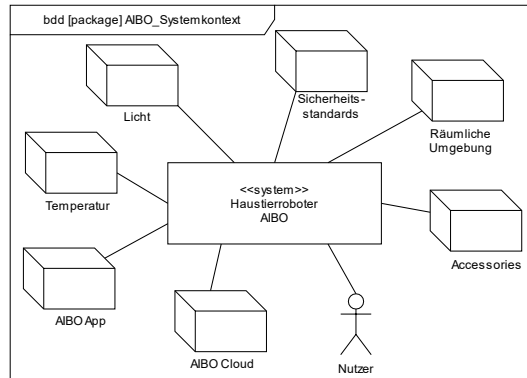 bdd [package] AIBO_Systemkontext
Licht
Sicherheits-
standards
Räumliche
Umgebung
Temperatur
<<system>>
Haustierroboter
AIBO
Accessories
AIBO App
AIBO Cloud
Nutzer